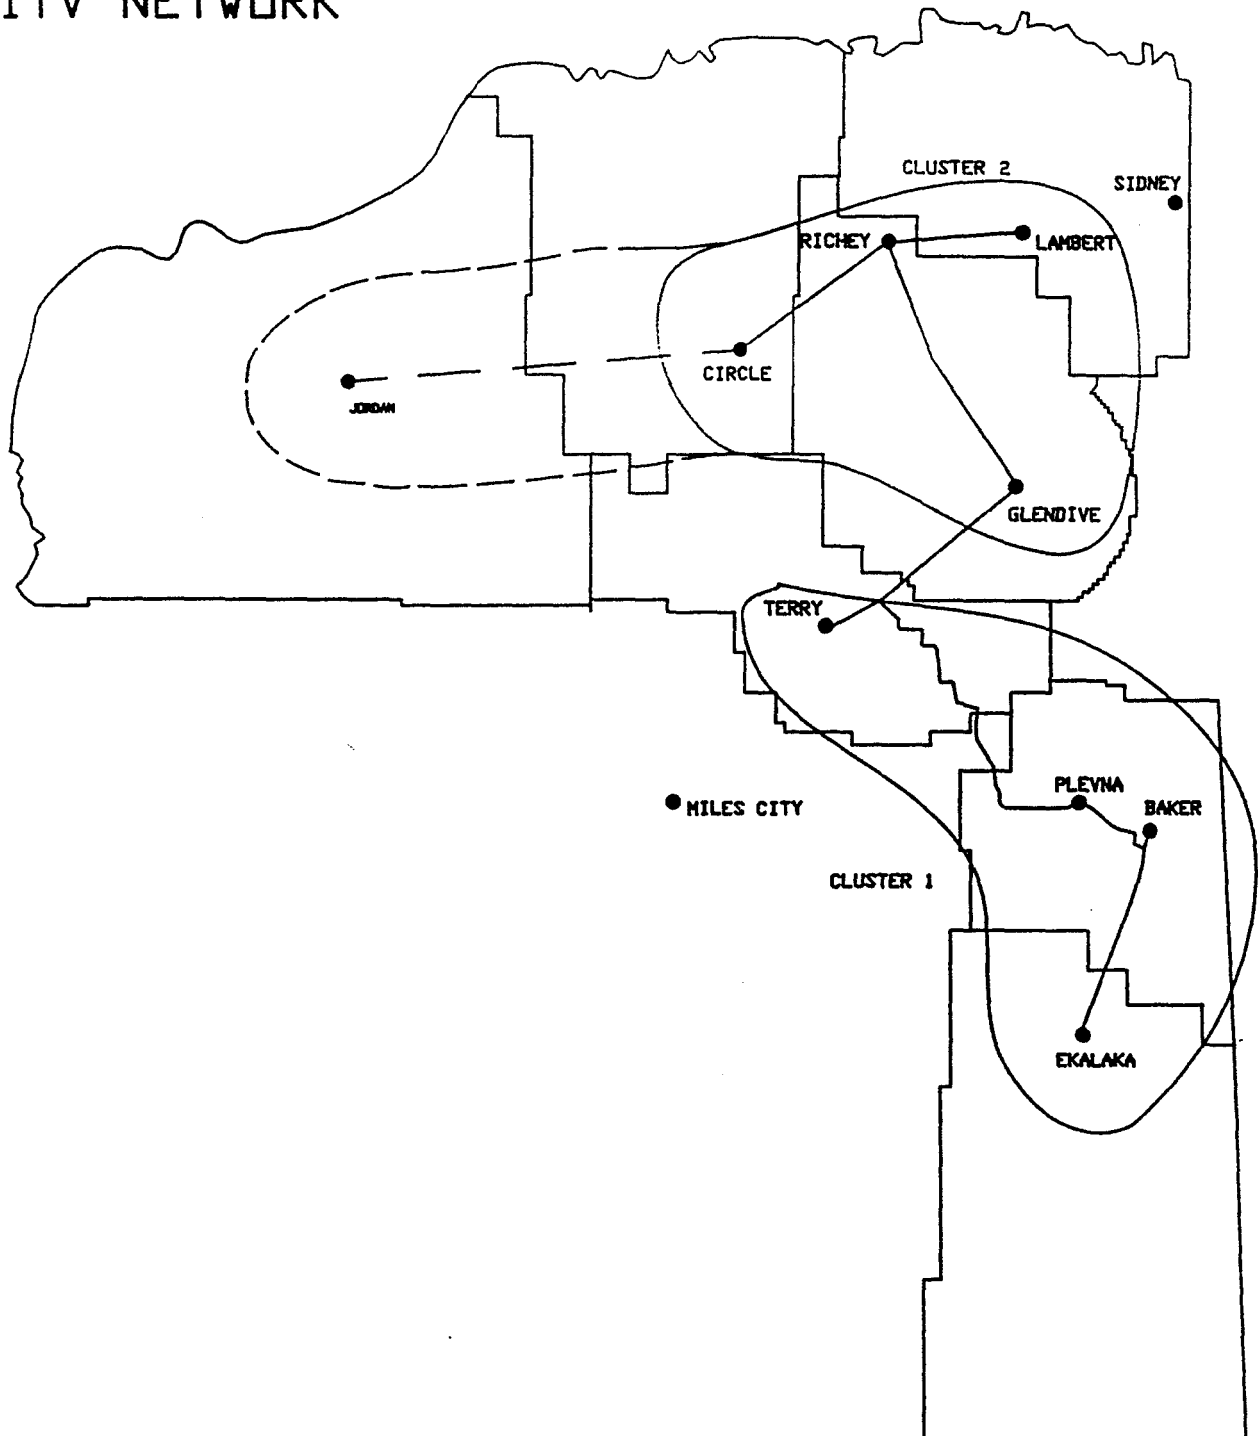 ITV NETWORK
CLUSTER 2
SIDNEY
RICHEY
LAMBERT
CIRCLE
JORDAN
GLENDIVE
TERRY
PLEVNA
MILES CITY
BAKER
CLUSTER 1
EKALAKA